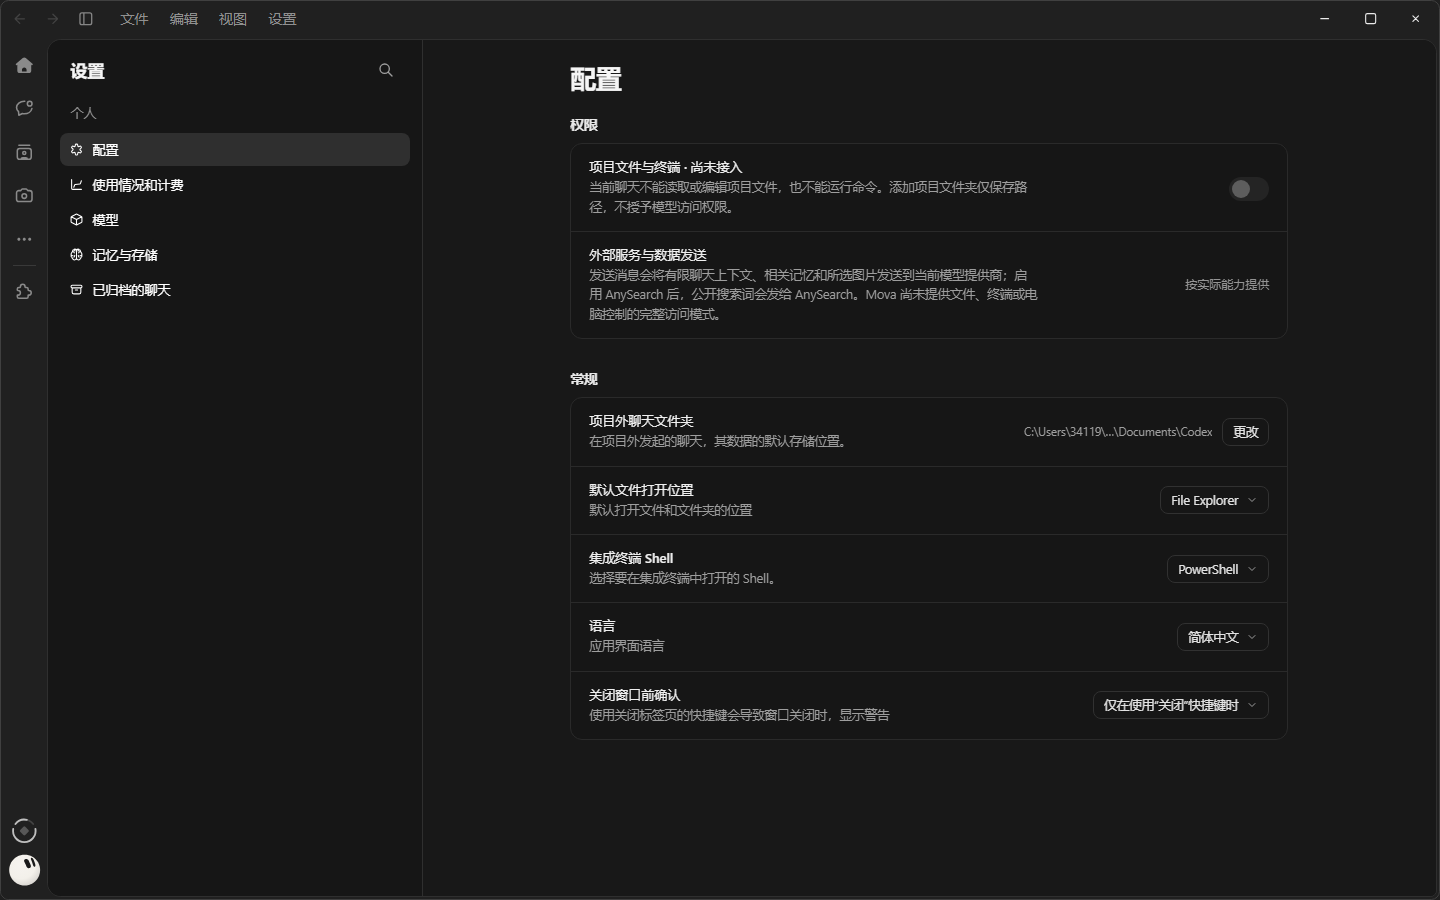 文件 编辑 视图 设置
设置
个人
配置
使用情况和计费
模型
记忆与存储
已归档的聊天
配置
权限
项目文件与终端 · 尚未接入
当前聊天不能读取或编辑项目文件，也不能运行命令。添加项目文件夹仅保存路
径，不授予模型访问权限。
外部服务与数据发送
发送消息会将有限聊天上下文、相关记忆和所选图片发送到当前模型提供商；启
用 AnySearch 后，公开搜索词会发给 AnySearch。Mova 尚未提供文件、终端或电
脑控制的完整访问模式。
按实际能力提供
常规
项目外聊天文件夹
在项目外发起的聊天，其数据的默认存储位置。
C:\Users\34119\...\Documents\Codex
更改
默认文件打开位置
默认打开文件和文件夹的位置
File Explorer
集成终端 Shell
选择要在集成终端中打开的 Shell。
PowerShell
语言
应用界面语言
简体中文
关闭窗口前确认
使用关闭标签页的快捷键会导致窗口关闭时，显示警告
仅在使用“关闭”快捷键时